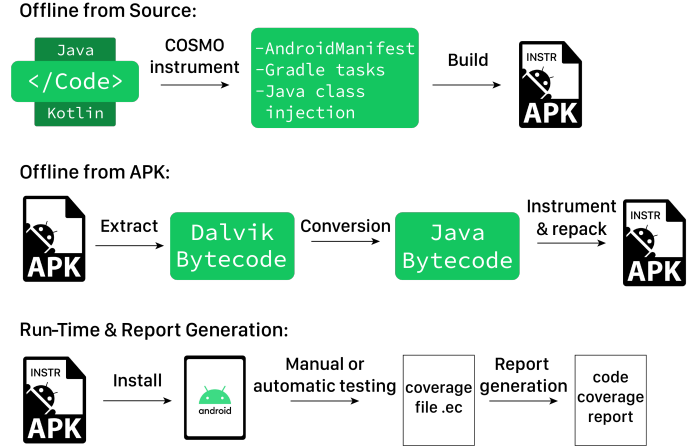 Offline from Source:
Java
</Code>
Kotlin
COSMO
instrument
-AndroidManifest
-Gradle tasks
-Java class
injection
Build
INSTR
APK
Offline from APK:
APK
Extract
Dalvik
Bytecode
Conversion
Java
Bytecode
Instrument
& repack
INSTR
APK
Run-Time & Report Generation:
INSTR
APK
Install
android
Manual or
automatic testing
coverage
file .ec
Report
generation
code
coverage
report